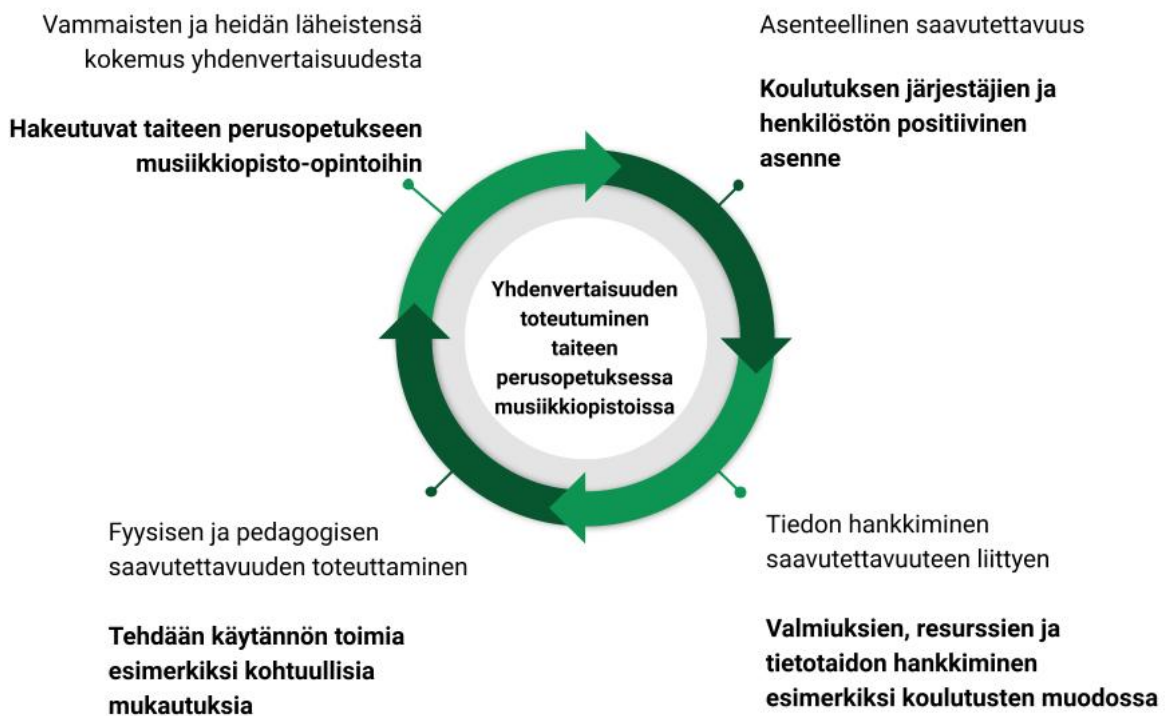 Vammaisten ja heidän läheistensä
kokemus yhdenvertaisuudesta
Hakeutuvat taiteen perusopetukseen
musiikkiopisto-opintoihin
Asenteellinen saavutettavuus
Koulutuksen järjestäjien ja
henkilöstön positiivinen
asenne
Yhdenvertaisuuden
toteutuminen
taiteen
perusopetuksessa
musiikkiopistoissa
Fyysisen ja pedagogisen
saavutettavuuden toteuttaminen
Tehdään käytännön toimia
esimerkiksi kohtuullisia
mukautuksia
Tiedon hankkiminen
saavutettavuuteen liittyen
Valmiuksien, resurssien ja
tietotaidon hankkiminen
esimerkiksi koulutusten muodossa